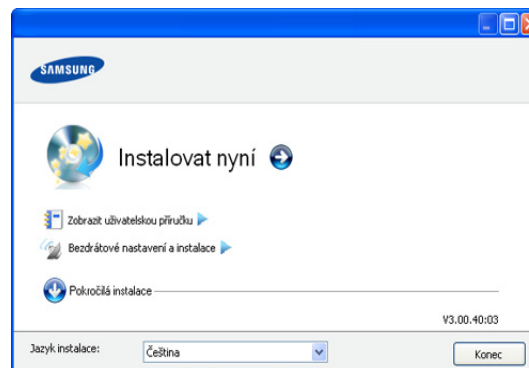 SAMSUNG
Instalovat nyní
Zobrazit uživatelskou příručku
Bezdrátové nastavení a instalace
Pokročilá instalace
V3.00.40:03
Jazyk instalace: Čeština Konec